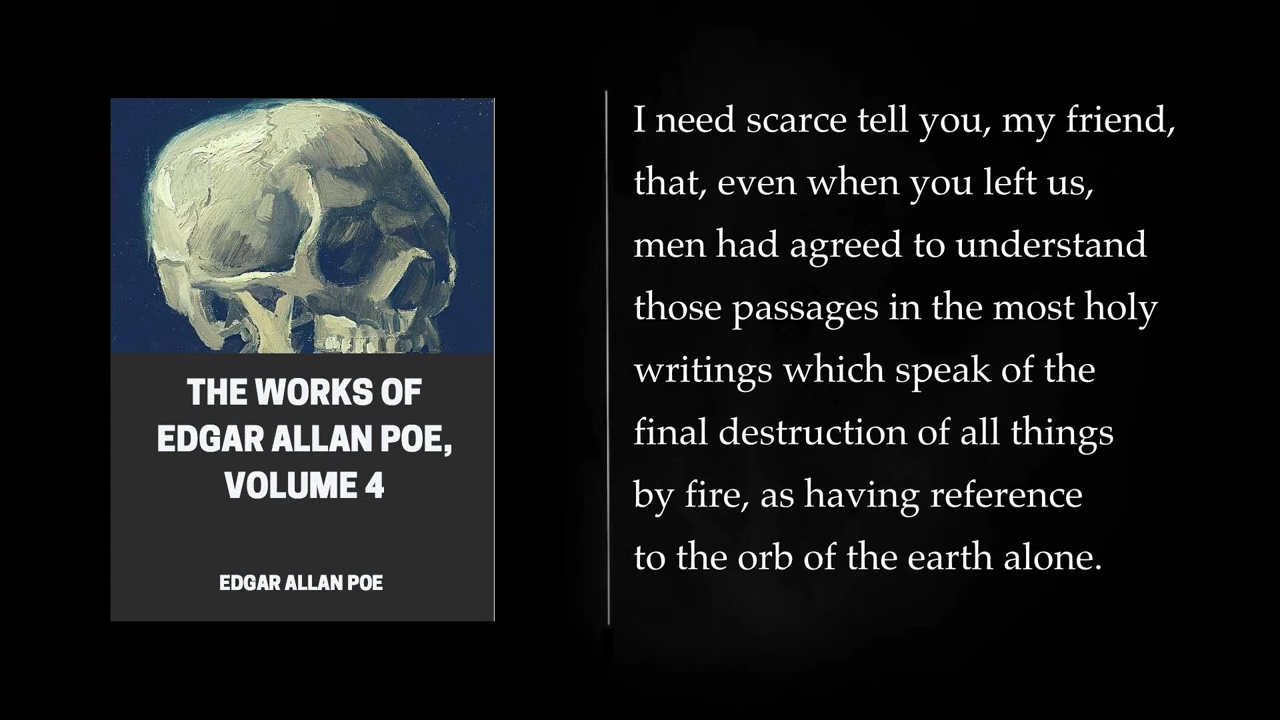 THE WORKS OF
EDGAR ALLAN POE,
VOLUME 4
EDGAR ALLAN POE
I need scarce tell you, my friend,
that, even when you left us,
men had agreed to understand
those passages in the most holy
writings which speak of the
final destruction of all things
by fire, as having reference
to the orb of the earth alone.